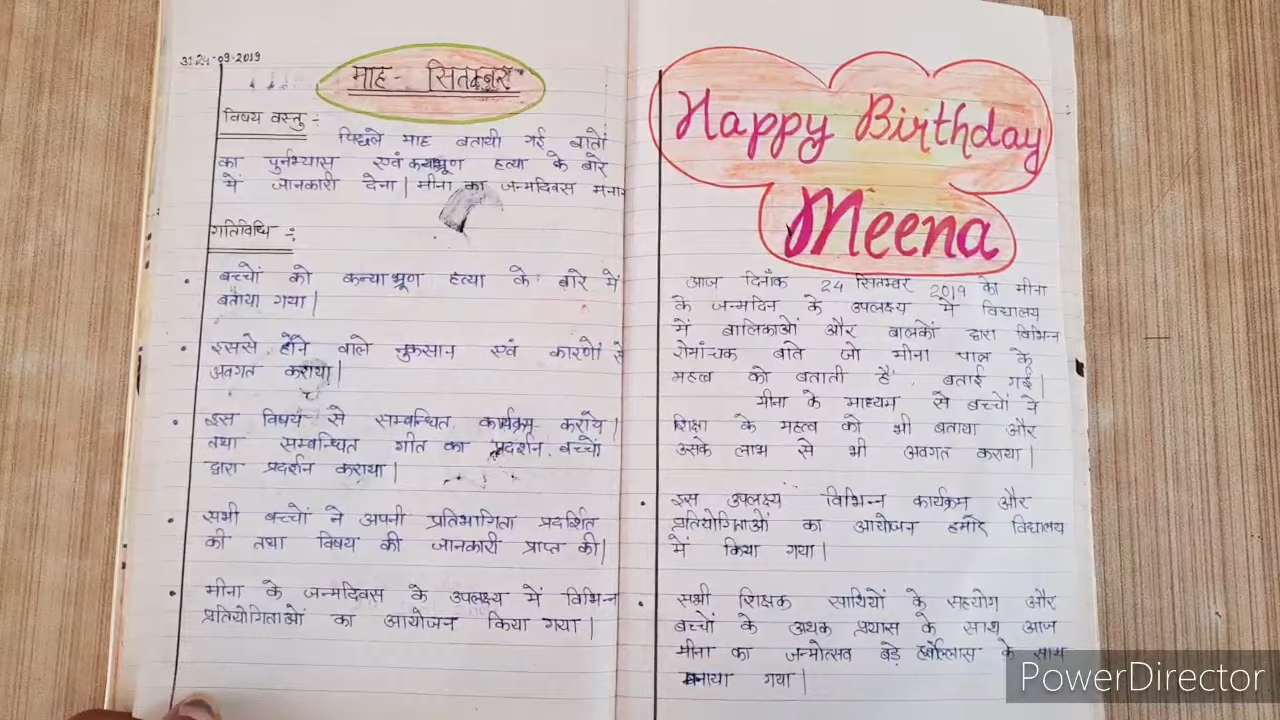 31.24-09-2019
माह - सितम्बर
विषय वस्तु :-
पिछले माह बतायी गई बातों
का पुर्नभ्यास एवं कन्याभ्रूण हत्या के बारे
में जानकारी देना। मीना का जन्मदिवस मनाना
गतिविधि :-
• बच्चों को कन्या भ्रूण हत्या के बारे में
बताया गया।
• इससे होने वाले नुकसान एवं कारणों से
अवगत कराया।
• इस विषय से सम्बन्धित कार्यक्रम कराये।
तथा सम्बन्धित गीत का प्रदर्शन बच्चों
द्वारा प्रदर्शन कराया।
• सभी बच्चों ने अपनी प्रतिभागिता प्रदर्शित
की तथा विषय की जानकारी प्राप्त की।
• मीना के जन्मदिवस के उपलक्ष्य में विभिन्न
प्रतियोगिताओं का आयोजन किया गया।
Happy Birthday
Meena
आज दिनाँक 24 सितम्बर 2019 को मीना
के जन्मदिन के उपलक्ष्य में विद्यालय
में बालिकाओं और बालकों द्वारा विभिन्न
रोमांचक बाते जो मीना पाल के
महत्व को बताती हैं, बताई गई।
मीना के माध्यम से बच्चों ने
शिक्षा के महत्व को भी बताया और
उसके लाभ से भी अवगत कराया।
• इस उपलक्ष्य विभिन्न कार्यक्रम और
प्रतियोगिताओं का आयोजन हमारे विद्यालय
में किया गया।
• सभी शिक्षक साथियों के सहयोग और
बच्चों के अथक प्रयास के साथ आज
मीना का जन्मोत्सव बड़े हर्षोल्लास के साथ
मनाया गया।
PowerDirector